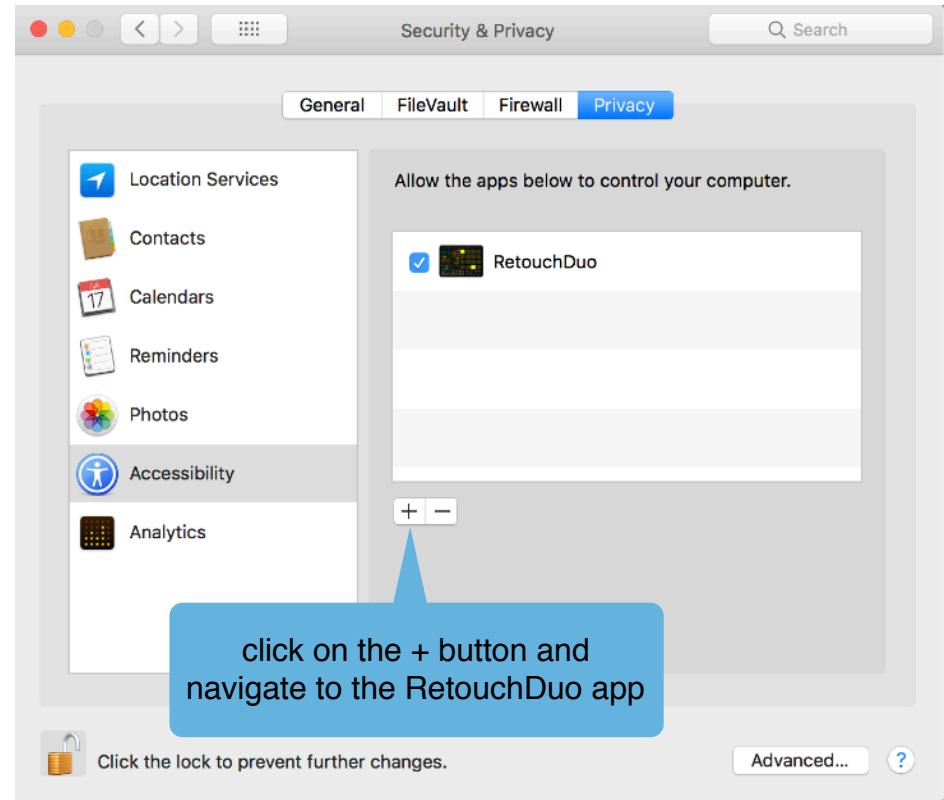 Security & Privacy
Search
General FileVault Firewall Privacy
Location Services
Contacts
Calendars
17
Reminders
Photos
Accessibility
Analytics
Allow the apps below to control your computer.
RetouchDuo
+ −
click on the + button and
navigate to the RetouchDuo app
Click the lock to prevent further changes.
Advanced... ?